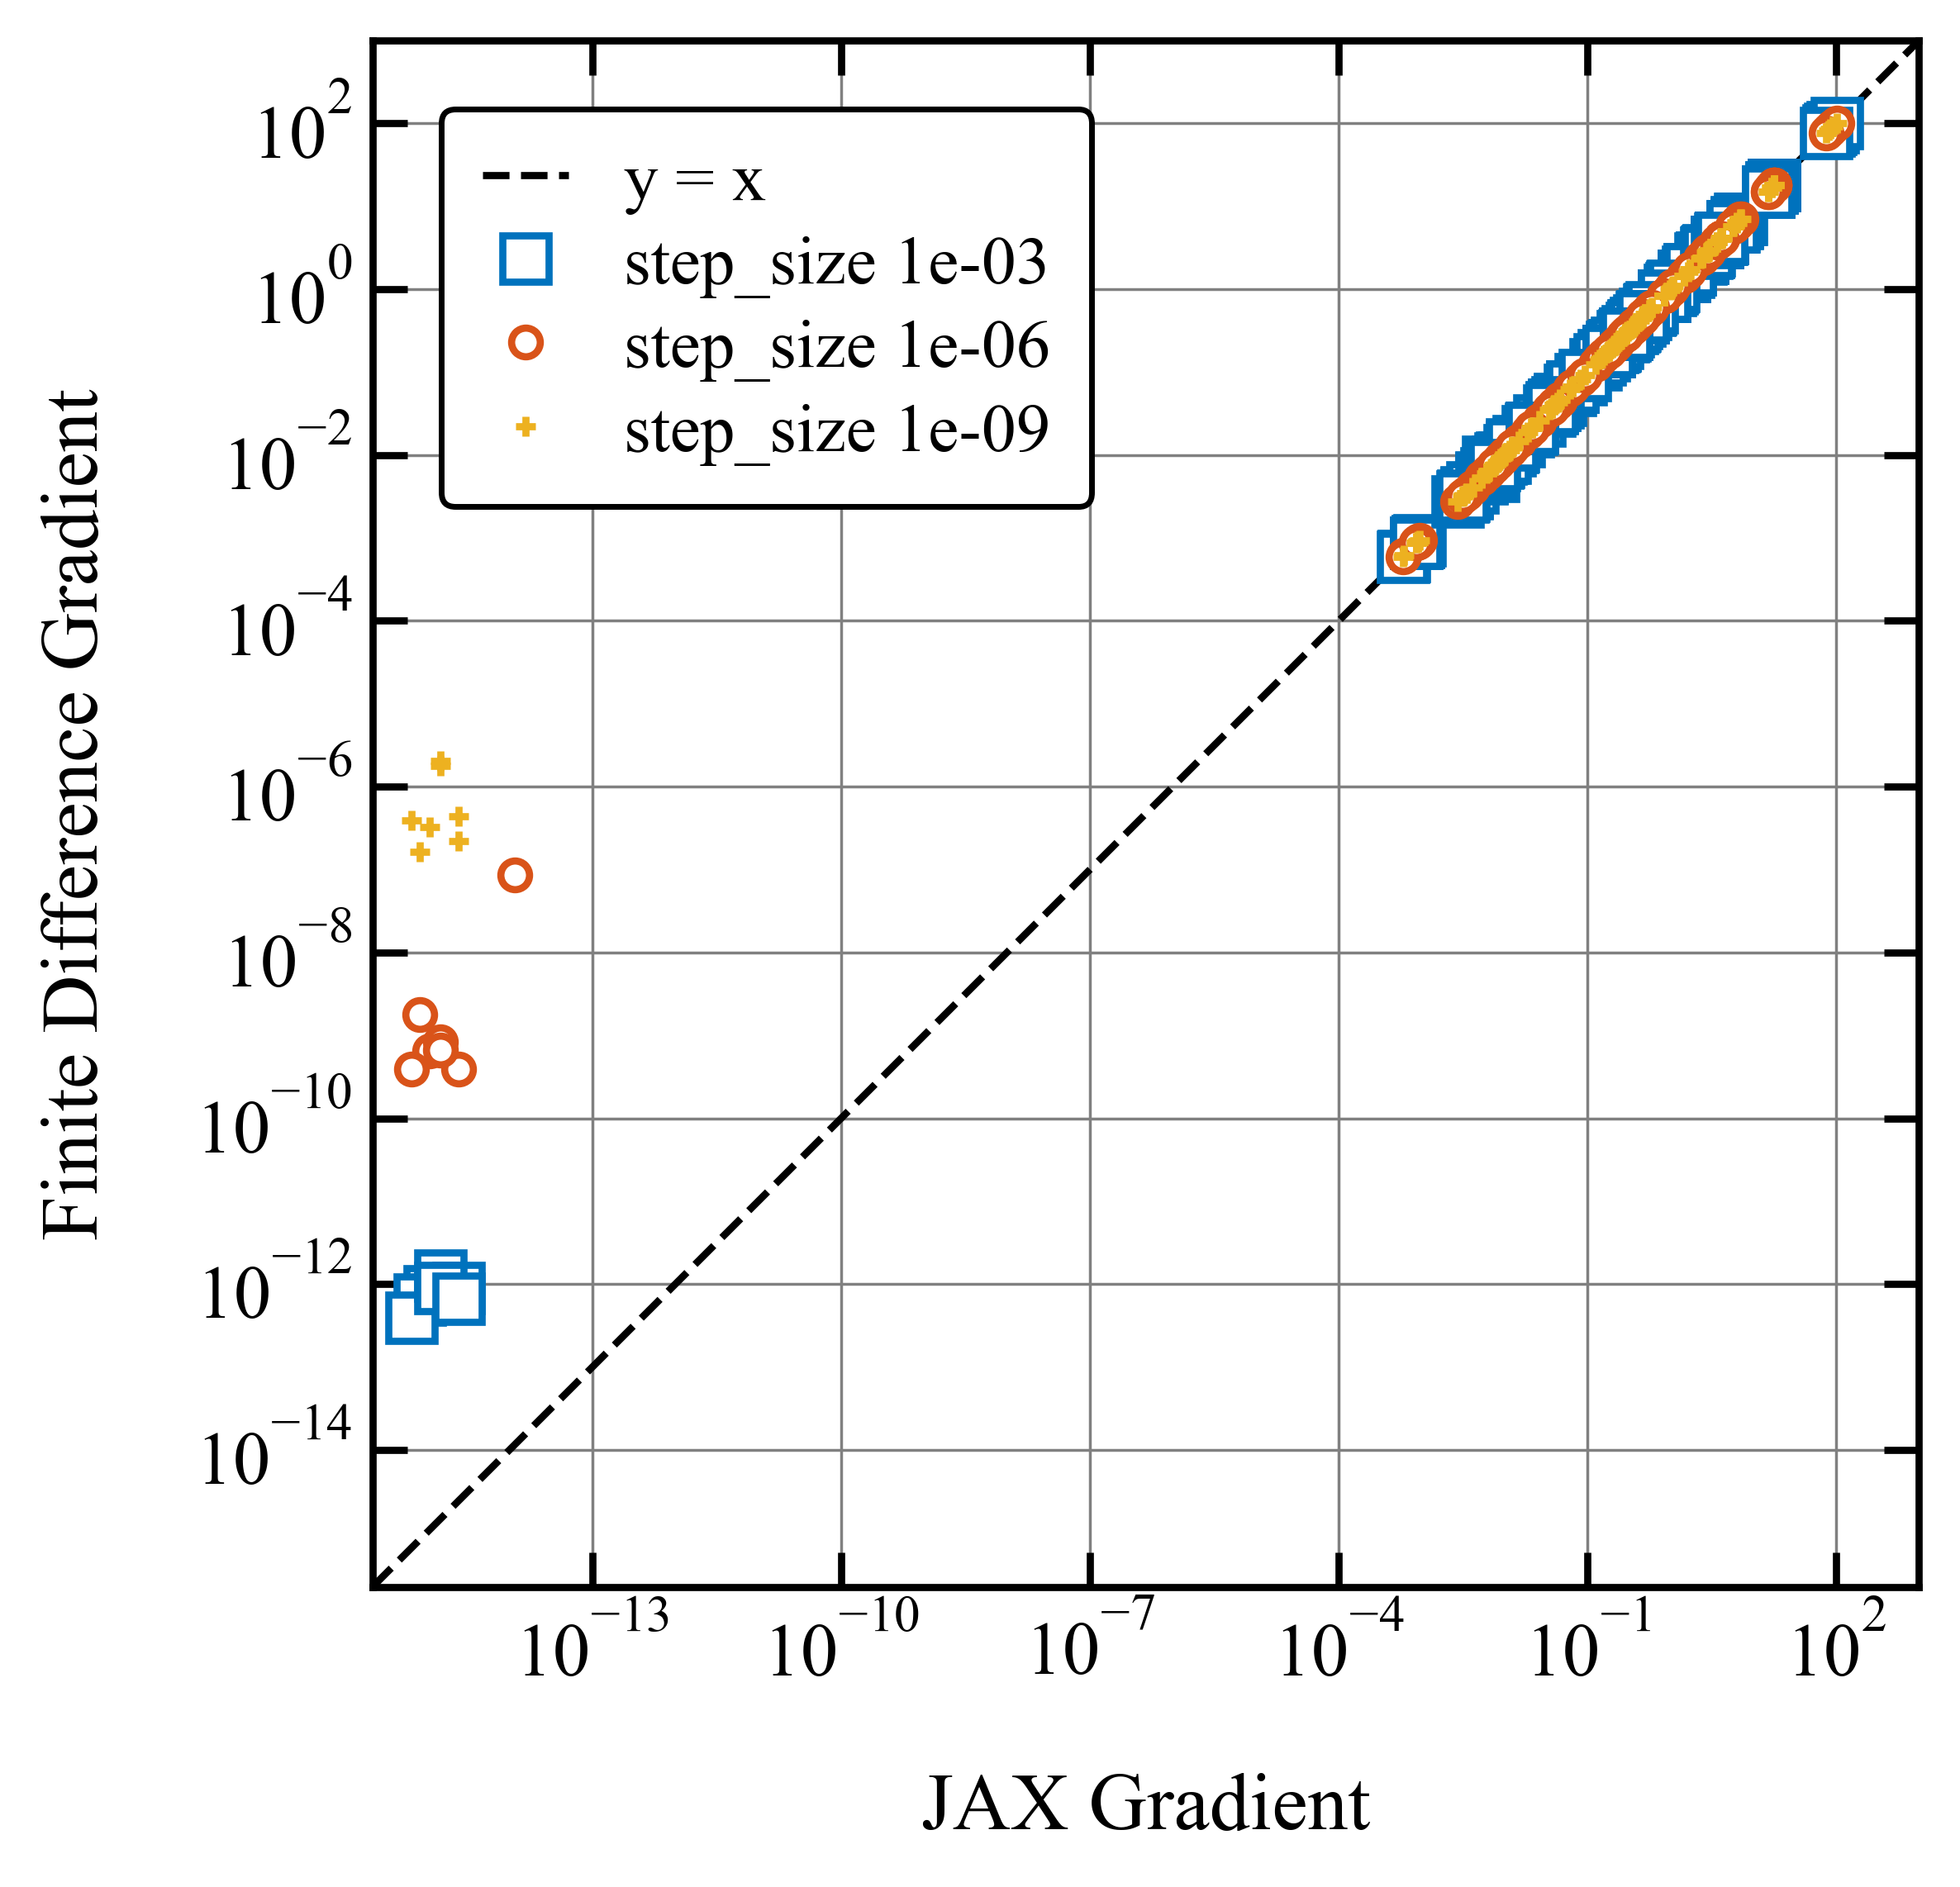 y = x
step_size 1e-03
step_size 1e-06
step_size 1e-09
Finite Difference Gradient
10^2
10^0
10^−2
10^−4
10^−6
10^−8
10^−10
10^−12
10^−14
10^−13 10^−10 10^−7 10^−4 10^−1 10^2
JAX Gradient